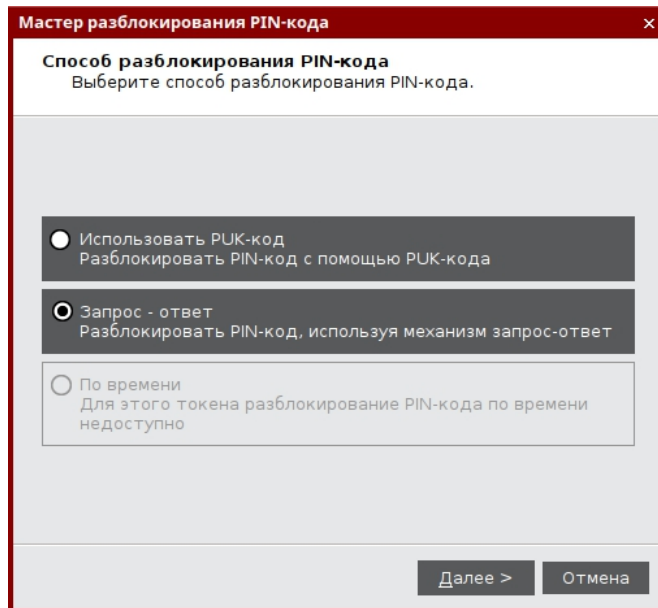 Мастер разблокирования PIN-кода
Способ разблокирования PIN-кода
Выберите способ разблокирования PIN-кода.
Использовать PUK-код
Разблокировать PIN-код с помощью PUK-кода
Запрос - ответ
Разблокировать PIN-код, используя механизм запрос-ответ
По времени
Для этого токена разблокирование PIN-кода по времени
недоступно
Далее >
Отмена